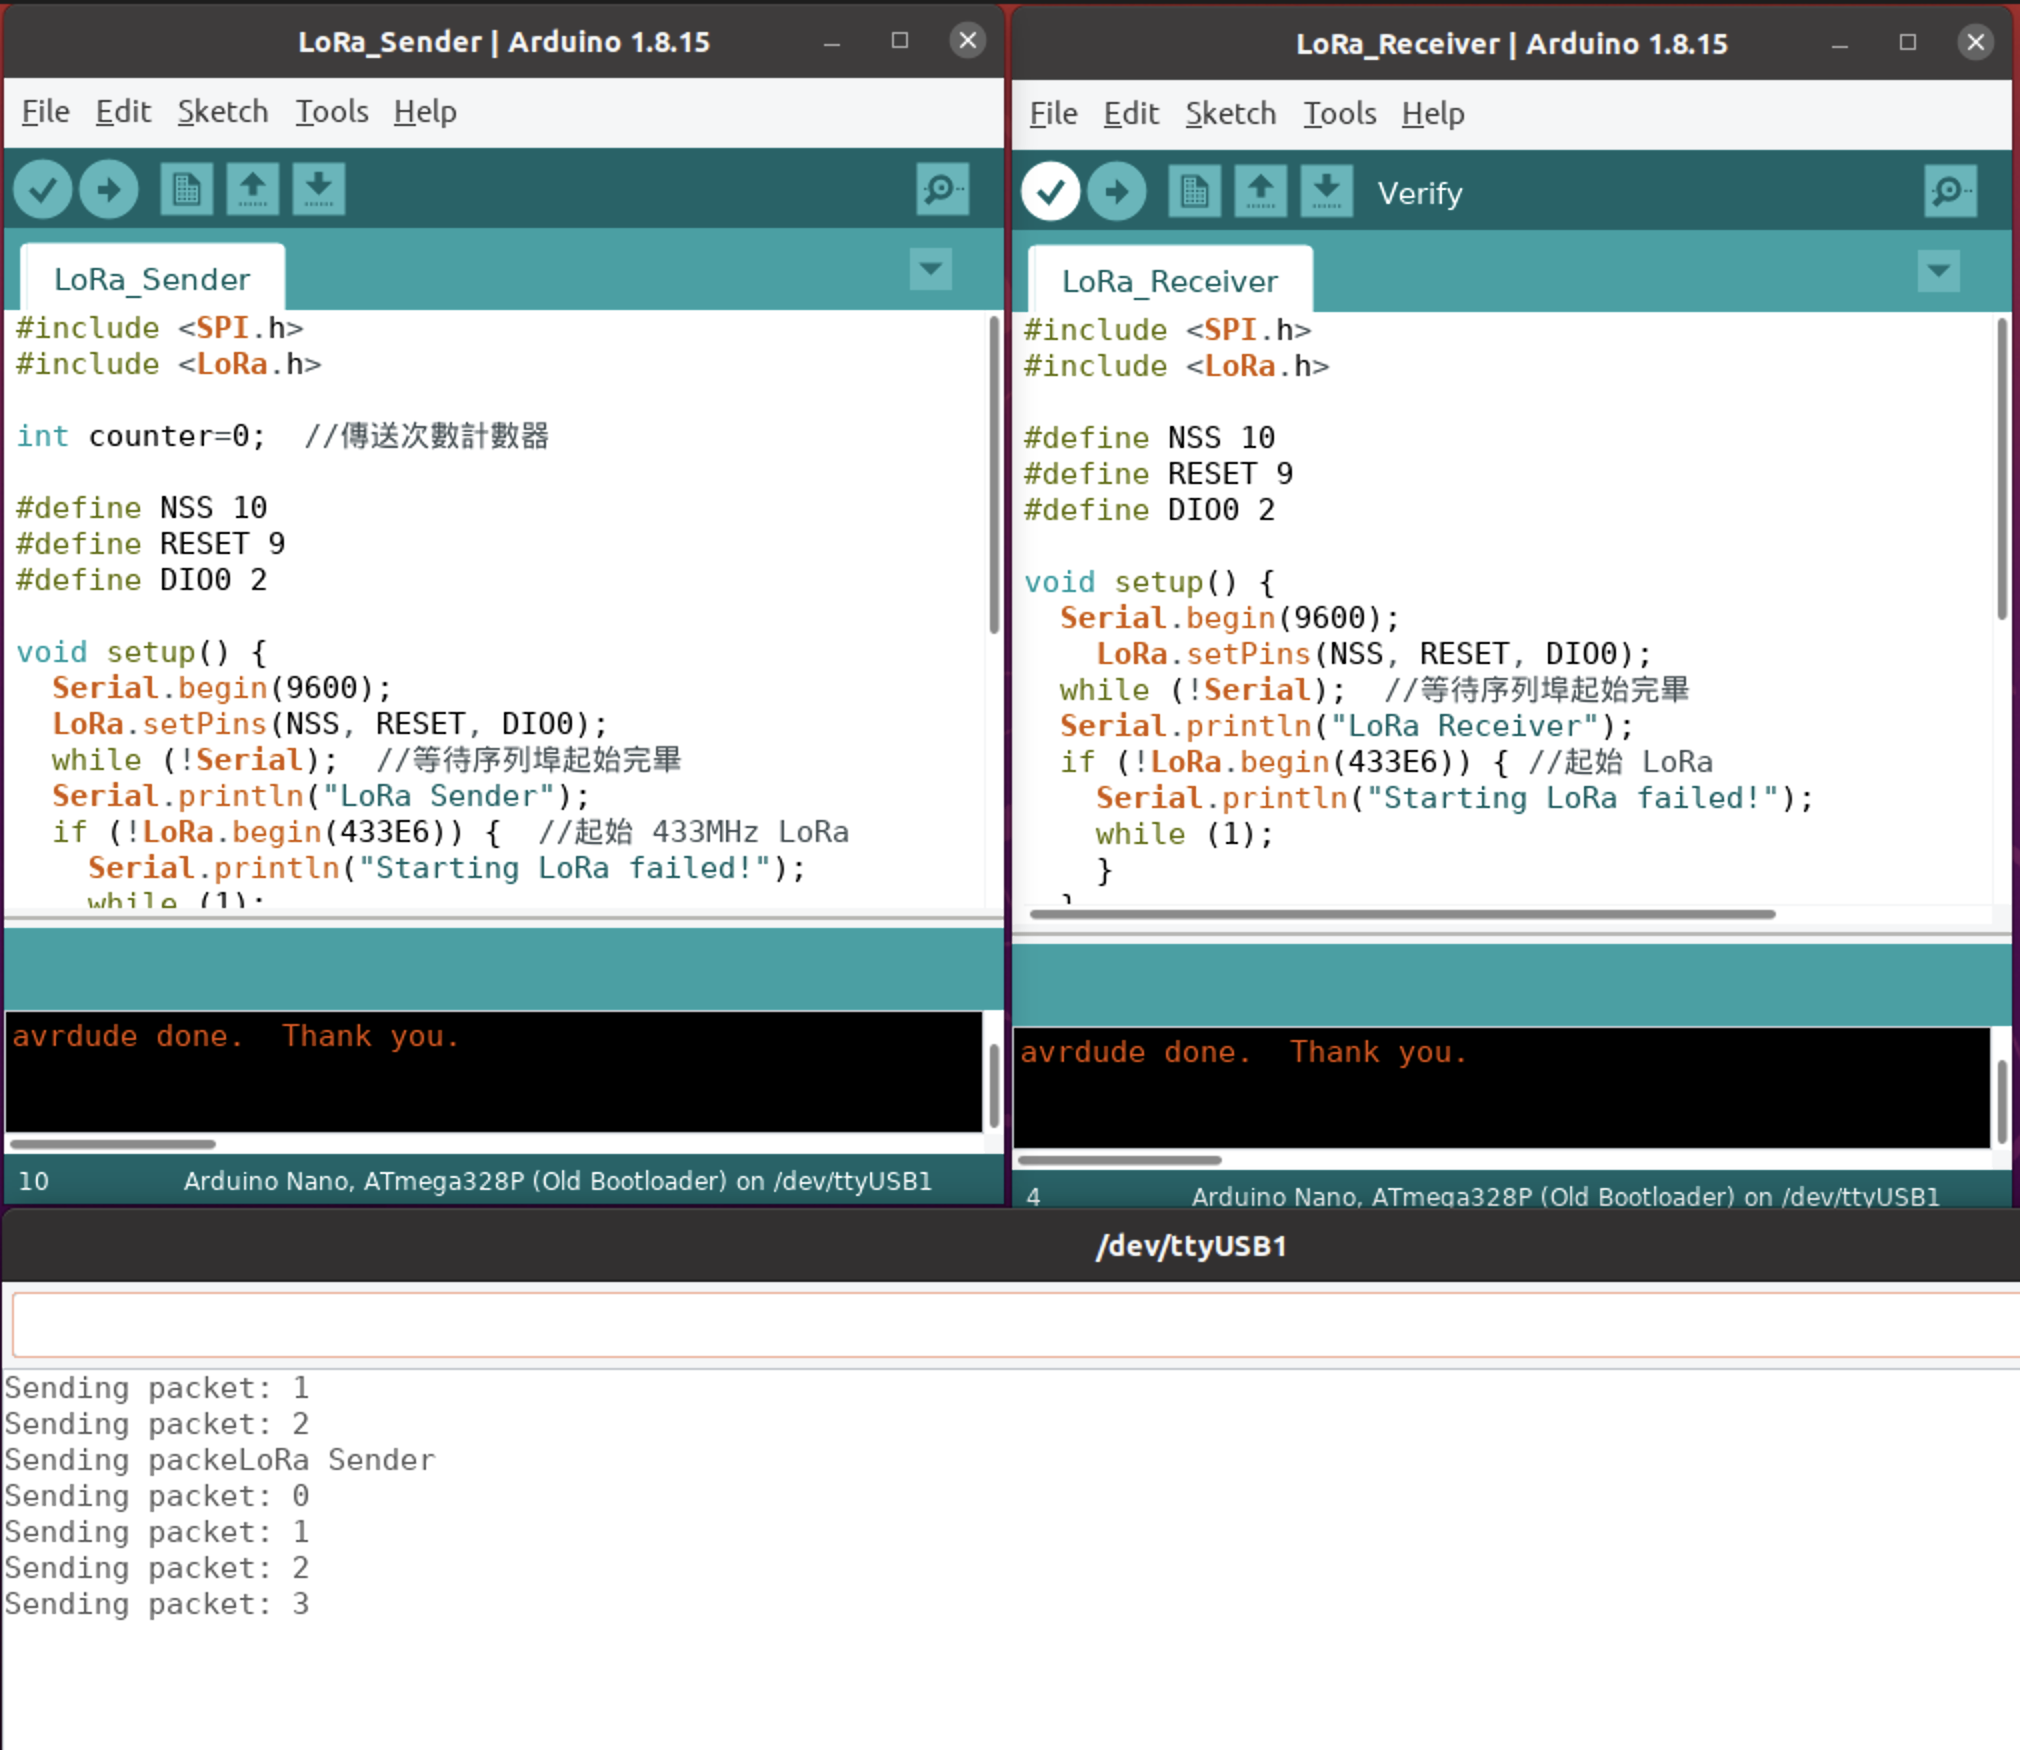 LoRa_Sender | Arduino 1.8.15
File Edit Sketch Tools Help
LoRa_Sender
#include <SPI.h>
#include <LoRa.h>
int counter=0;  //傳送次數計數器
#define NSS 10
#define RESET 9
#define DIO0 2
void setup() {
  Serial.begin(9600);
  LoRa.setPins(NSS, RESET, DIO0);
  while (!Serial);  //等待序列埠起始完畢
  Serial.println("LoRa Sender");
  if (!LoRa.begin(433E6)) {  //起始 433MHz LoRa
    Serial.println("Starting LoRa failed!");
    while (1);
avrdude done.  Thank you.
10 Arduino Nano, ATmega328P (Old Bootloader) on /dev/ttyUSB1
LoRa_Receiver | Arduino 1.8.15
File Edit Sketch Tools Help
Verify
LoRa_Receiver
#include <SPI.h>
#include <LoRa.h>
#define NSS 10
#define RESET 9
#define DIO0 2
void setup() {
  Serial.begin(9600);
    LoRa.setPins(NSS, RESET, DIO0);
  while (!Serial);  //等待序列埠起始完畢
  Serial.println("LoRa Receiver");
  if (!LoRa.begin(433E6)) { //起始 LoRa
    Serial.println("Starting LoRa failed!");
    while (1);
    }
  }
avrdude done.  Thank you.
4 Arduino Nano, ATmega328P (Old Bootloader) on /dev/ttyUSB1
/dev/ttyUSB1
Sending packet: 1
Sending packet: 2
Sending packeLoRa Sender
Sending packet: 0
Sending packet: 1
Sending packet: 2
Sending packet: 3